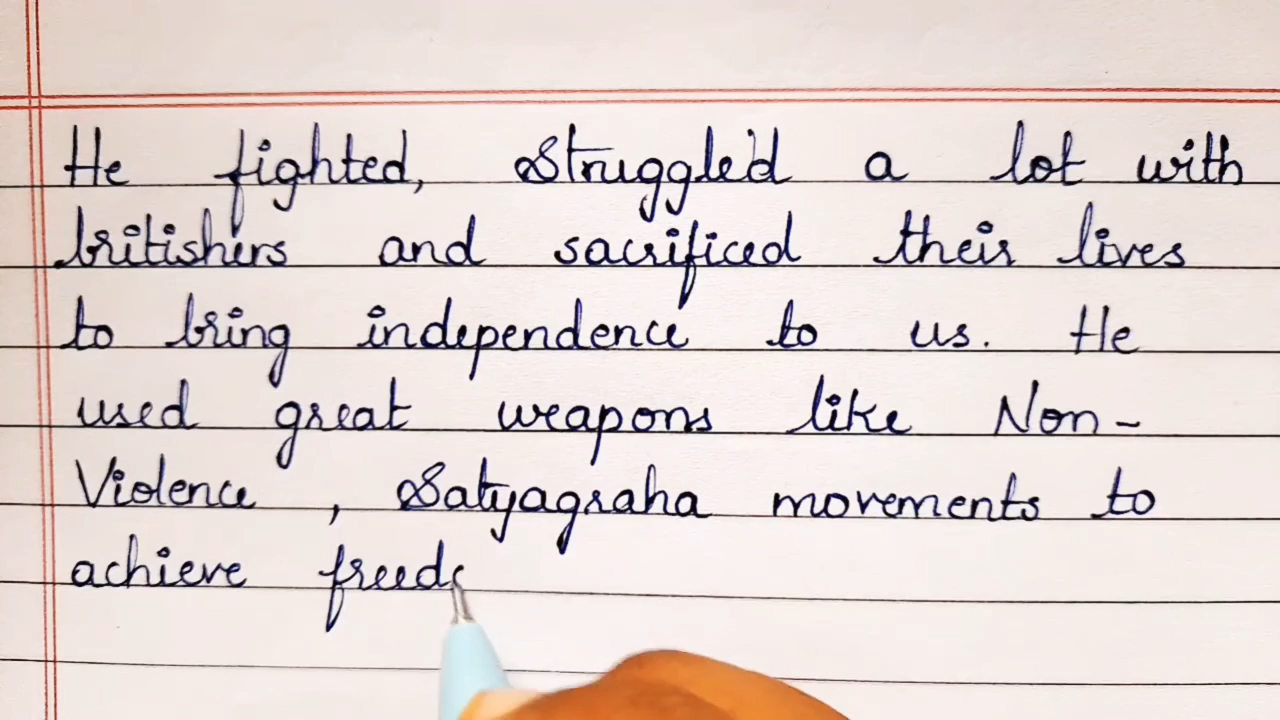 He fighted, Struggled a lot with
britishers and sacrificed their lives
to bring independence to us. He
used great weapons like Non-
Violence , Satyagraha movements to
achieve freed